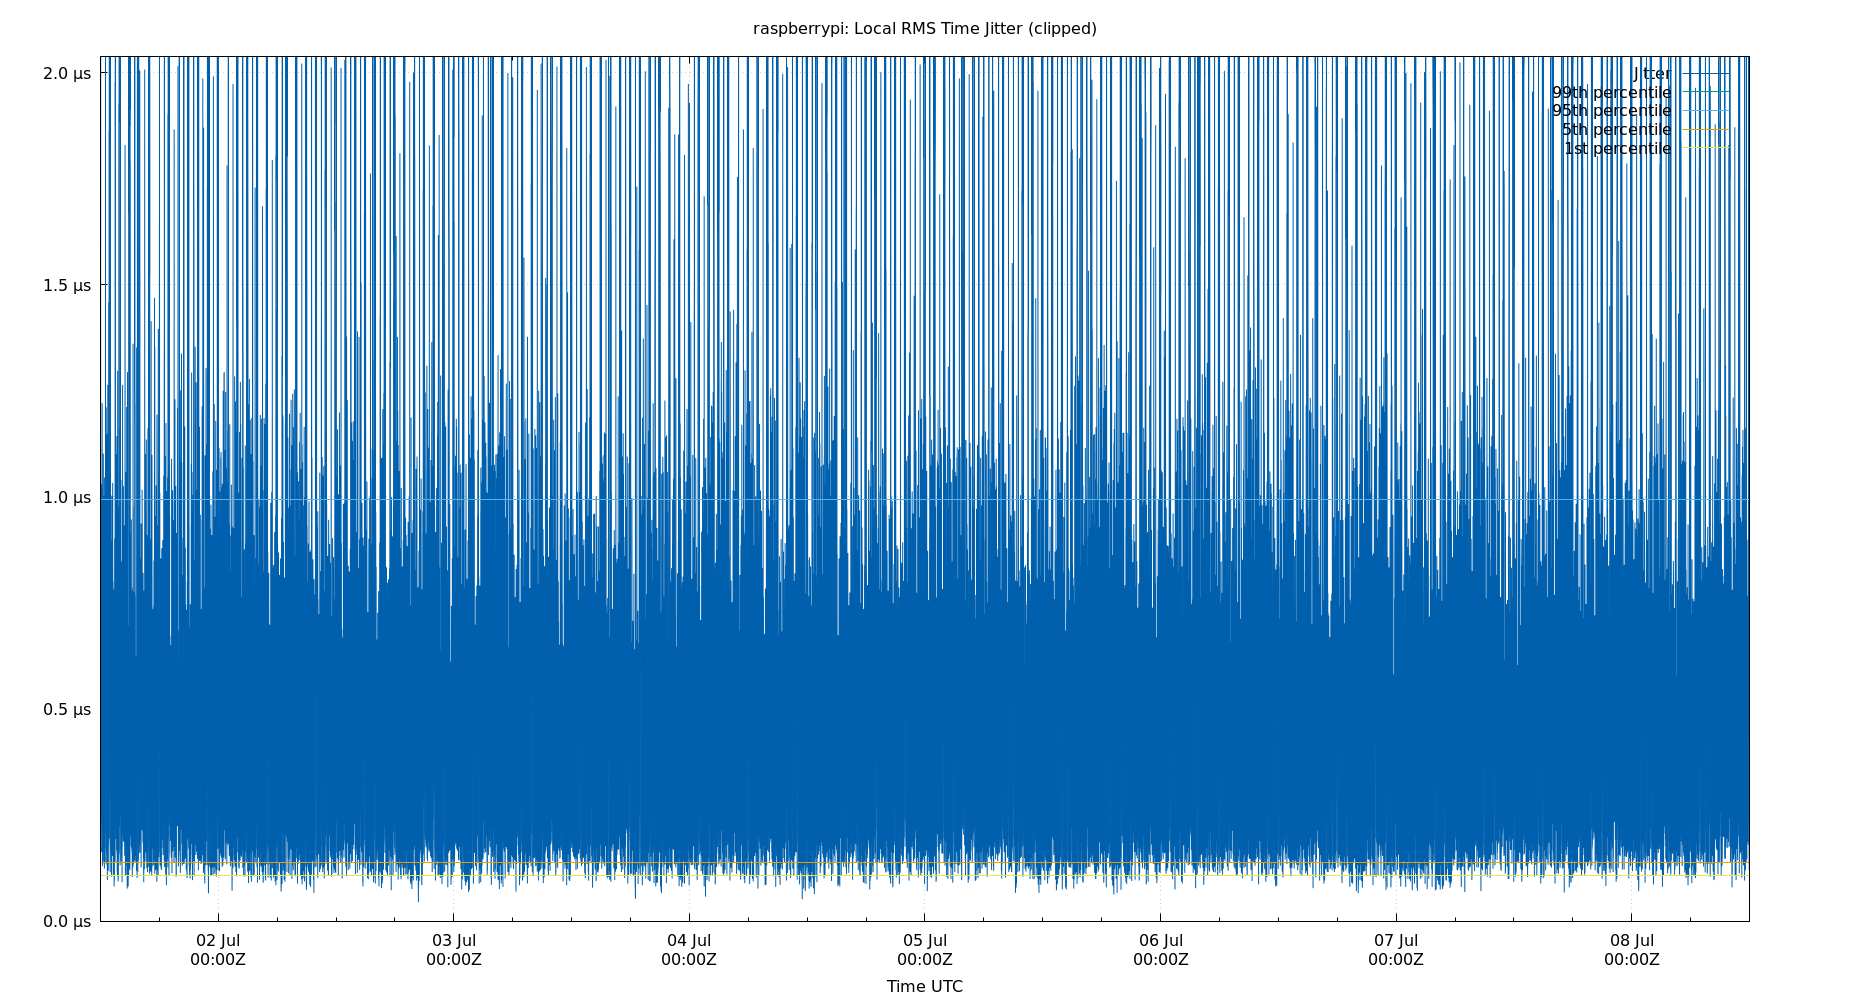 raspberrypi: Local RMS Time Jitter (clipped)
2.0 µs
1.5 µs
1.0 µs
0.5 µs
0.0 µs
Jitter
99th percentile
95th percentile
5th percentile
1st percentile
02 Jul
00:00Z
03 Jul
00:00Z
04 Jul
00:00Z
05 Jul
00:00Z
06 Jul
00:00Z
07 Jul
00:00Z
08 Jul
00:00Z
Time UTC